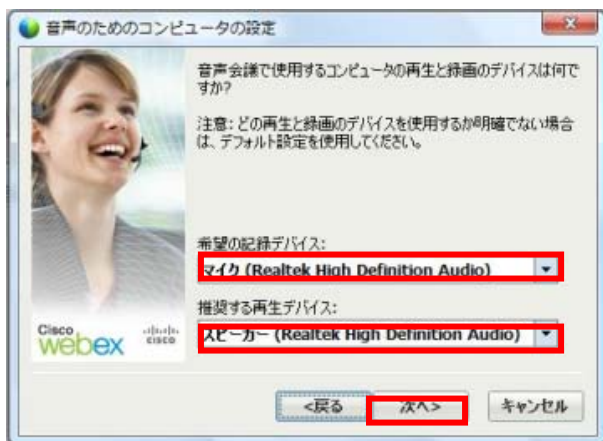 音声のためのコンピュータの設定
音声会議で使用するコンピュータの再生と録画のデバイスは何で
すか?
注意: どの再生と録画のデバイスを使用するか明確でない場合
は、デフォルト設定を使用してください。
希望の記録デバイス:
マイク (Realtek High Definition Audio)
推奨する再生デバイス:
スピーカー (Realtek High Definition Audio)
Cisco
webex
cisco
<戻る
次へ>
キャンセル